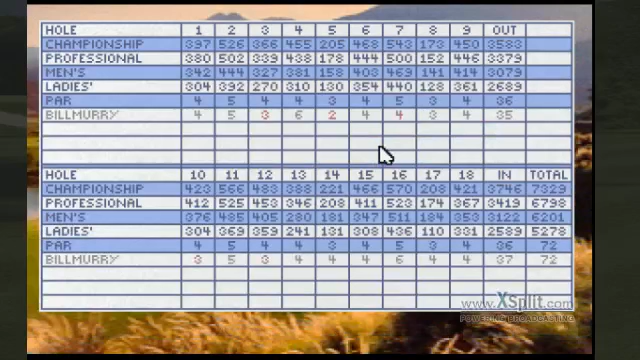 HOLE 1 2 3 4 5 6 7 8 9 OUT
CHAMPIONSHIP 397 526 366 455 205 468 543 173 450 3583
PROFESSIONAL 380 502 339 438 178 444 500 152 446 3379
MEN'S 342 444 327 381 158 403 469 141 414 3079
LADIES' 304 392 270 310 130 354 440 128 361 2689
PAR 4 5 4 4 3 4 5 3 4 36
BILLMURRY 4 5 3 6 2 4 4 3 4 35
HOLE 10 11 12 13 14 15 16 17 18 IN TOTAL
CHAMPIONSHIP 423 566 483 388 221 466 570 208 421 3746 7329
PROFESSIONAL 412 525 453 346 208 411 523 174 367 3419 6798
MEN'S 376 485 405 280 181 347 511 184 353 3122 6201
LADIES' 304 369 359 241 131 308 436 110 331 2589 5278
PAR 4 5 4 4 3 4 5 3 4 36 72
BILLMURRY 3 5 3 4 4 4 6 4 4 37 72
www.XSplit.com
POWERING BROADCASTING